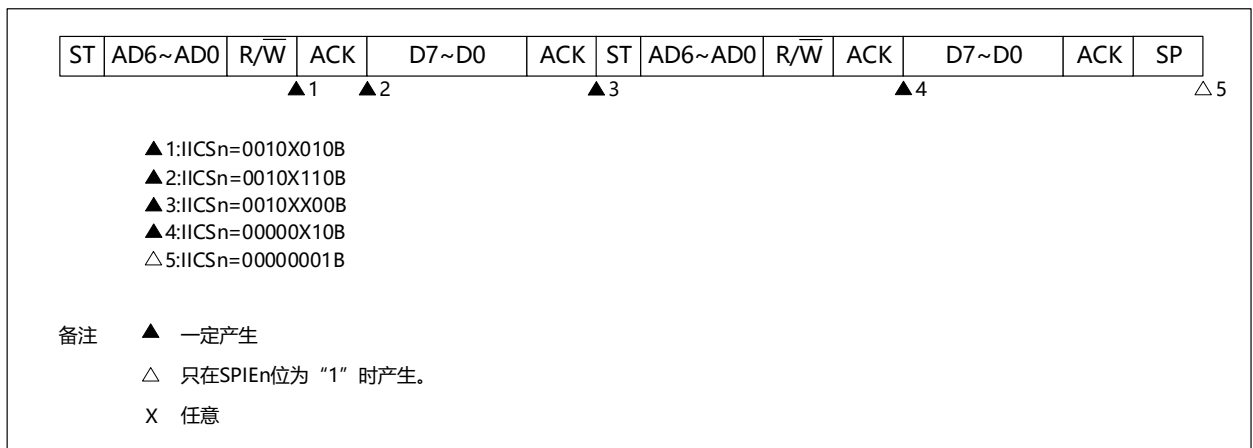 ST AD6~AD0 R/W̅ ACK D7~D0 ACK ST AD6~AD0 R/W̅ ACK D7~D0 ACK SP
▲1 ▲2 ▲3 ▲4 △5
▲1:IICSn=0010X010B
▲2:IICSn=0010X110B
▲3:IICSn=0010XX00B
▲4:IICSn=00000X10B
△5:IICSn=00000001B
备注 ▲ 一定产生
△ 只在SPIEn位为“1”时产生。
X 任意